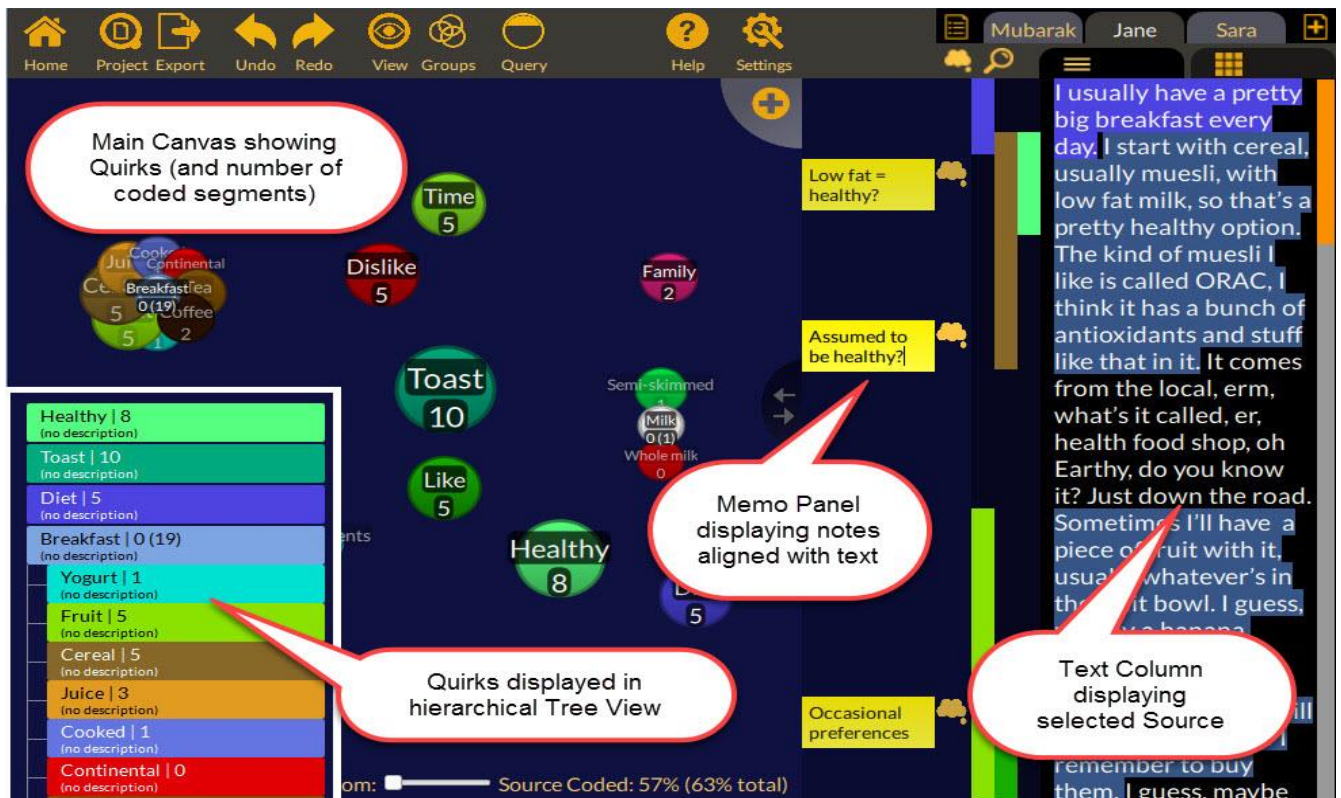 Home
Project
Export
Undo
Redo
View
Groups
Query
Help
Settings
Mubarak
Jane
Sara
Main Canvas showing
Quirks (and number of
coded segments)
Time
5
Dislike
5
Family
2
Continental
Breakfast
0 (19)
5
5
1
2
Toast
10
Semi-skimmed
1
Milk
0 (1)
Whole milk
0
Like
5
Healthy
8
5
Healthy | 8
(no description)
Toast | 10
(no description)
Diet | 5
(no description)
Breakfast | 0 (19)
(no description)
Yogurt | 1
(no description)
Fruit | 5
(no description)
Cereal | 5
(no description)
Juice | 3
(no description)
Cooked | 1
(no description)
Continental | 0
(no description)
Quirks displayed in
hierarchical Tree View
Source Coded: 57% (63% total)
Low fat =
healthy?
Assumed to
be healthy?
Memo Panel
displaying notes
aligned with text
Occasional
preferences
I usually have a pretty
big breakfast every
day. I start with cereal,
usually muesli, with
low fat milk, so that's a
pretty healthy option.
The kind of muesli I
like is called ORAC, I
think it has a bunch of
antioxidants and stuff
like that in it. It comes
from the local, erm,
what's it called, er,
health food shop, oh
Earthy, do you know
it? Just down the road.
Sometimes I'll have a
piece of fruit with it,
whatever's in
bowl. I guess,
a banana
Text Column
displaying
selected Source
remember to buy
them. I guess, maybe